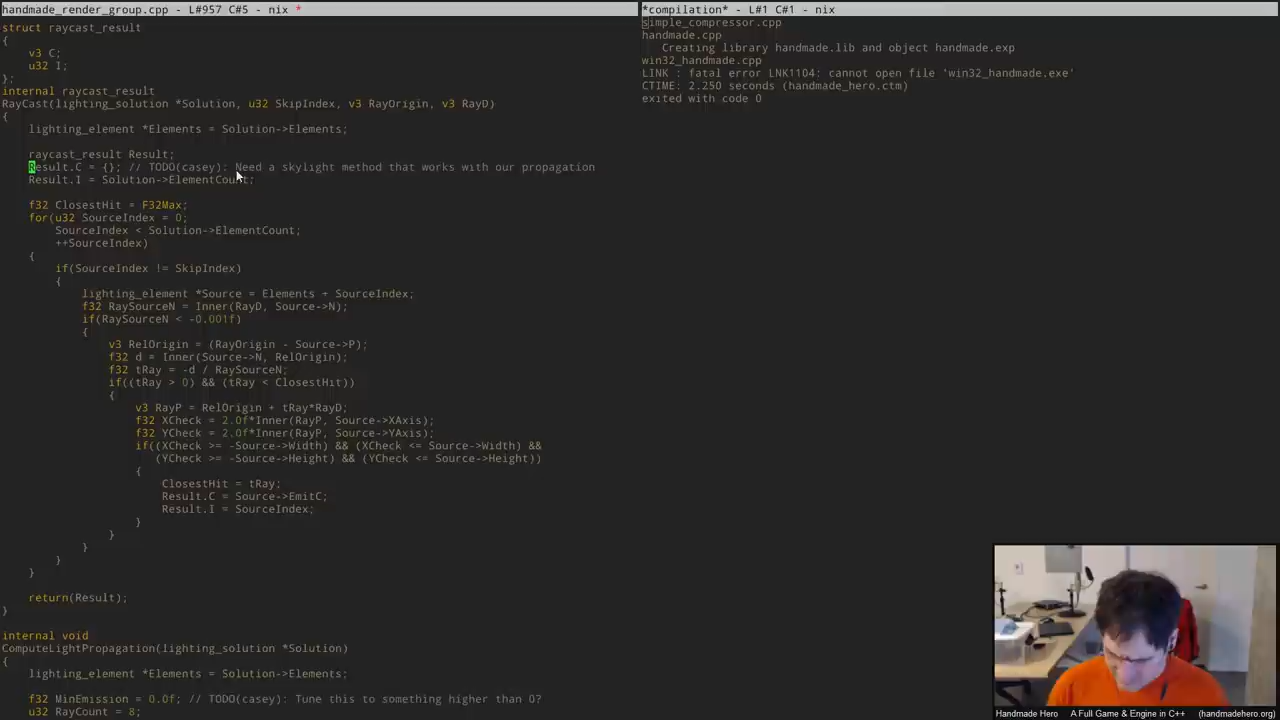 handmade_render_group.cpp - L#957 C#5 - nix *
struct raycast_result
{
v3 C;
u32 I;
};
internal raycast_result
RayCast(lighting_solution *Solution, u32 SkipIndex, v3 RayOrigin, v3 RayD)
{
lighting_element *Elements = Solution->Elements;
raycast_result Result;
Result.C = {}; // TODO(casey): Need a skylight method that works with our propagation
Result.I = Solution->ElementCount;
f32 ClosestHit = F32Max;
for(u32 SourceIndex = 0;
SourceIndex < Solution->ElementCount;
++SourceIndex)
{
if(SourceIndex != SkipIndex)
{
lighting_element *Source = Elements + SourceIndex;
f32 RaySourceN = Inner(RayD, Source->N);
if(RaySourceN < -0.001f)
{
v3 RelOrigin = (RayOrigin - Source->P);
f32 d = Inner(Source->N, RelOrigin);
f32 tRay = -d / RaySourceN;
if((tRay > 0) && (tRay < ClosestHit))
{
v3 RayP = RelOrigin + tRay*RayD;
f32 XCheck = 2.0f*Inner(RayP, Source->XAxis);
f32 YCheck = 2.0f*Inner(RayP, Source->YAxis);
if((XCheck >= -Source->Width) && (XCheck <= Source->Width) &&
(YCheck >= -Source->Height) && (YCheck <= Source->Height))
{
ClosestHit = tRay;
Result.C = Source->EmitC;
Result.I = SourceIndex;
}
}
}
}
}
return(Result);
}
internal void
ComputeLightPropagation(lighting_solution *Solution)
{
lighting_element *Elements = Solution->Elements;
f32 MinEmission = 0.0f; // TODO(casey): Tune this to something higher than 0?
u32 RayCount = 8;
*compilation* - L#1 C#1 - nix
simple_compressor.cpp
handmade.cpp
Creating library handmade.lib and object handmade.exp
win32_handmade.cpp
LINK : fatal error LNK1104: cannot open file 'win32_handmade.exe'
CTIME: 2.250 seconds (handmade_hero.ctm)
exited with code 0
Handmade Hero A Full Game & Engine in C++ (handmadehero.org)